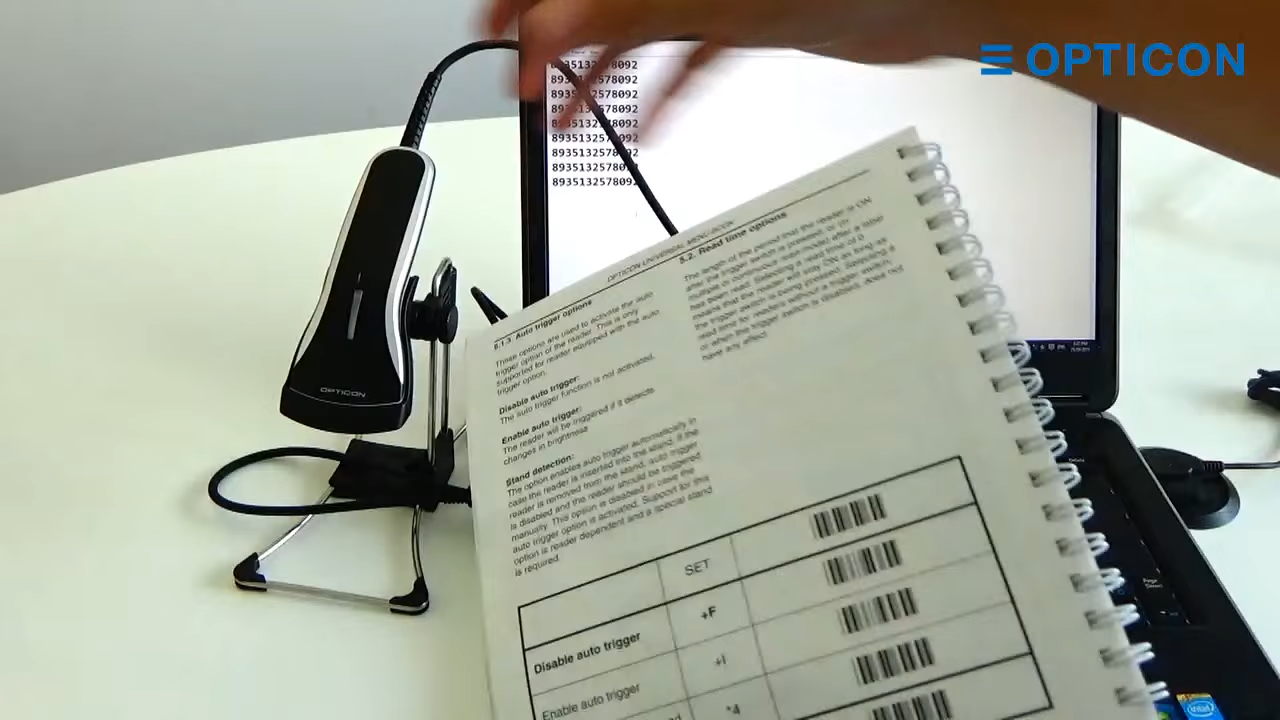 OPTICON
8935132578092
8935132578092
8935132578092
8935132578092
8935132578092
8935132578092
8935132578092
8935132578092
8935132578092
OPTICON
OPTICON UNIVERSAL MENU BOOK
5.1.3. Auto trigger options
These options are used to activate the auto
trigger option of the reader. This is only
supported for reader equipped with the auto
trigger option.
Disable auto trigger:
The auto trigger function is not activated.
Enable auto trigger:
The reader will be triggered if it detects
changes in brightness
Stand detection:
The option enables auto trigger automatically in
case the reader is inserted into the stand. If the
reader is removed from the stand, auto trigger
is disabled and the reader should be triggered
manually. This option is disabled in case the
auto trigger option is activated. Support for this
option is reader dependent and a special stand
is required.
5.2. Read time options
The length of the period that the reader is ON
after the trigger switch is pressed, or (in
multiple or continuous read mode) after a label
has been read. Selecting a read time of 0
means that the reader will stay ON as long as
the trigger switch is being pressed. Selecting a
read time for readers without a trigger switch,
or when the trigger switch is disabled, does not
have any effect.
SET
Disable auto trigger +F
Enable auto trigger +I
*4
intel